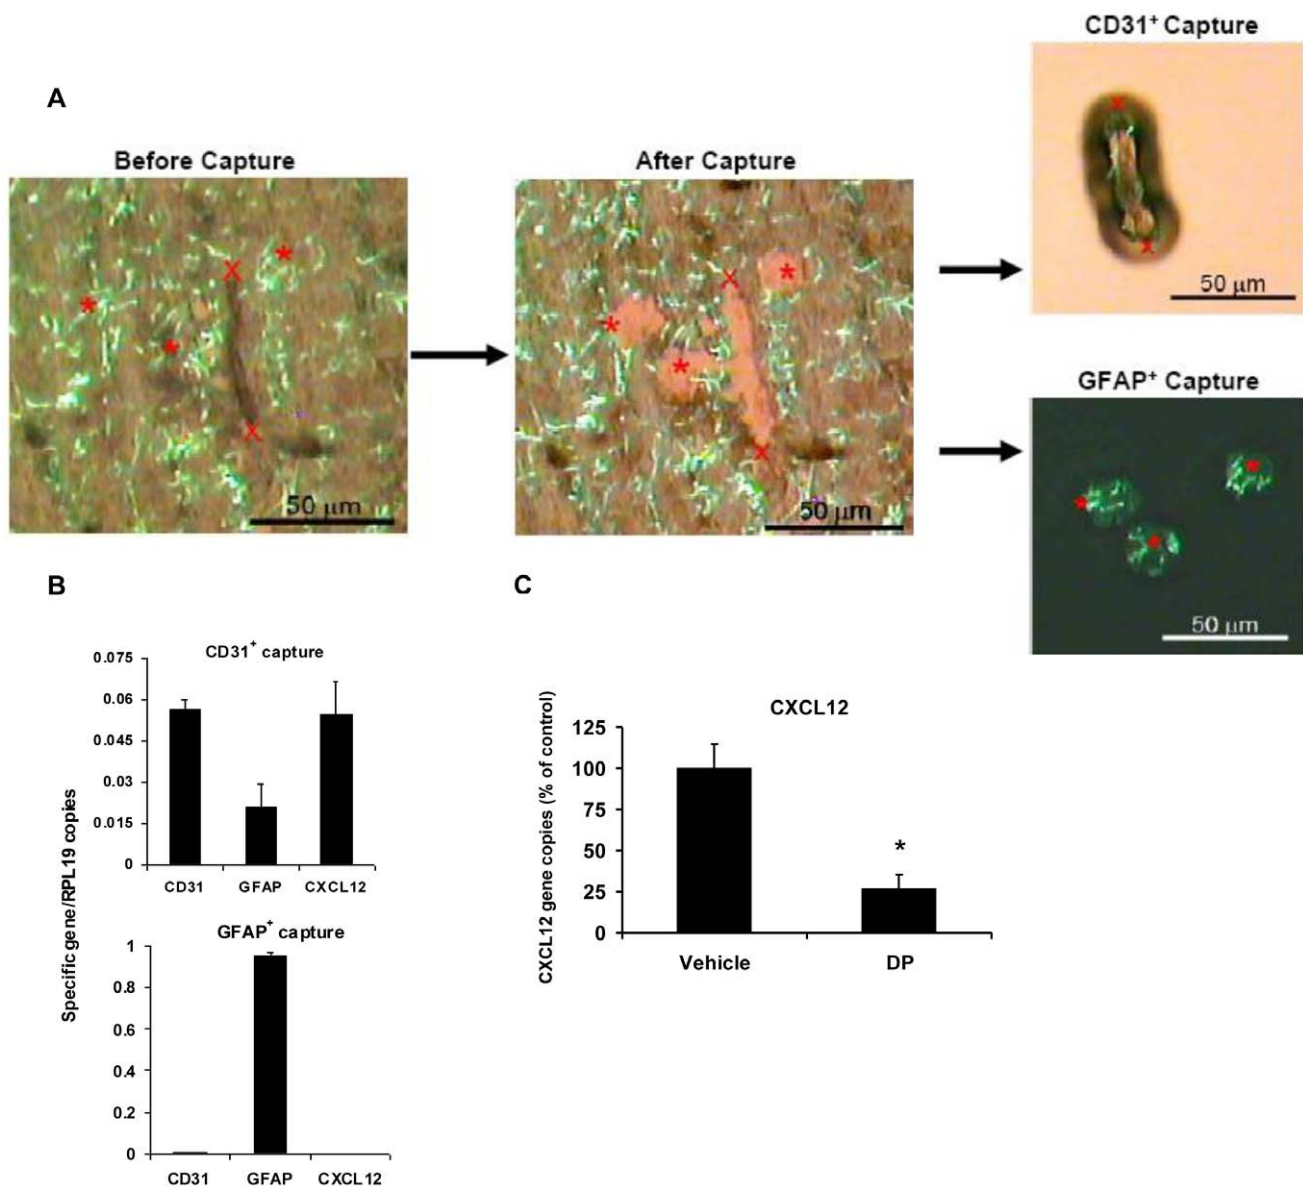 CD31+ Capture
A
Before Capture
After Capture
50 μm
50 μm
50 μm
GFAP+ Capture
50 μm
B
C
CD31+ capture
0.075
0.06
0.045
0.03
0.015
0
CD31 GFAP CXCL12
GFAP+ capture
1
0.8
0.6
0.4
0.2
0
CD31 GFAP CXCL12
Specific gene/RPL19 copies
CXCL12
CXCL12 gene copies (% of control)
125
100
75
50
25
0
*
Vehicle DP